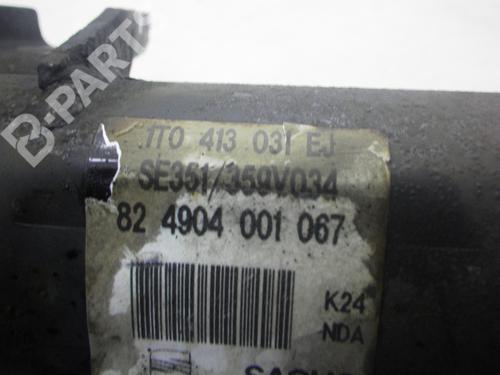 B-PARTS
1T0 413 031 EJ
SE351/359V034
82 4904 001 067
K24
NDA